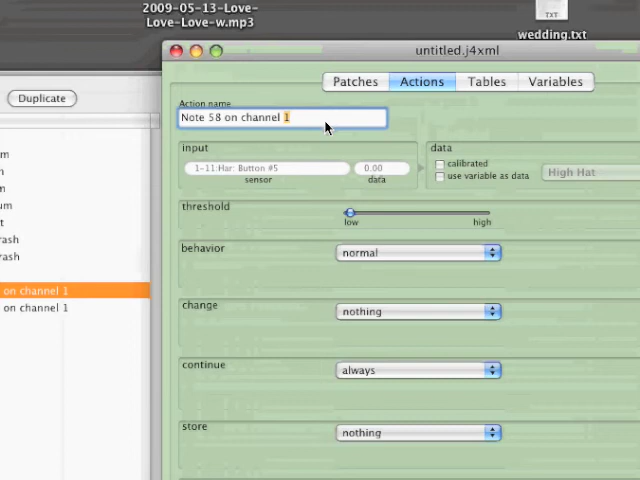 2009-05-13-Love-
Love-Love-w.mp3
TXT
wedding.txt
untitled.j4xml
Duplicate
Patches
Actions
Tables
Variables
Action name
Note 58 on channel 1
input
data
1-11:Har: Button #5
0.00
sensor
data
calibrated
use variable as data
High Hat
threshold
low
high
behavior
normal
on channel 1
on channel 1
change
nothing
continue
always
store
nothing